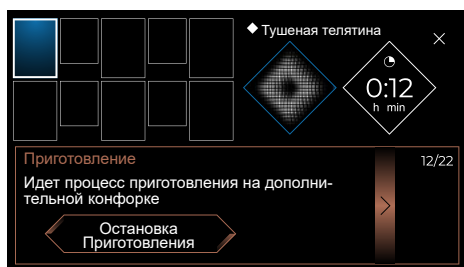 Тушеная телятина
0:12
h min
Приготовление
12/22
Идет процесс приготовления на дополни-
тельной конфорке
Остановка
Приготовления